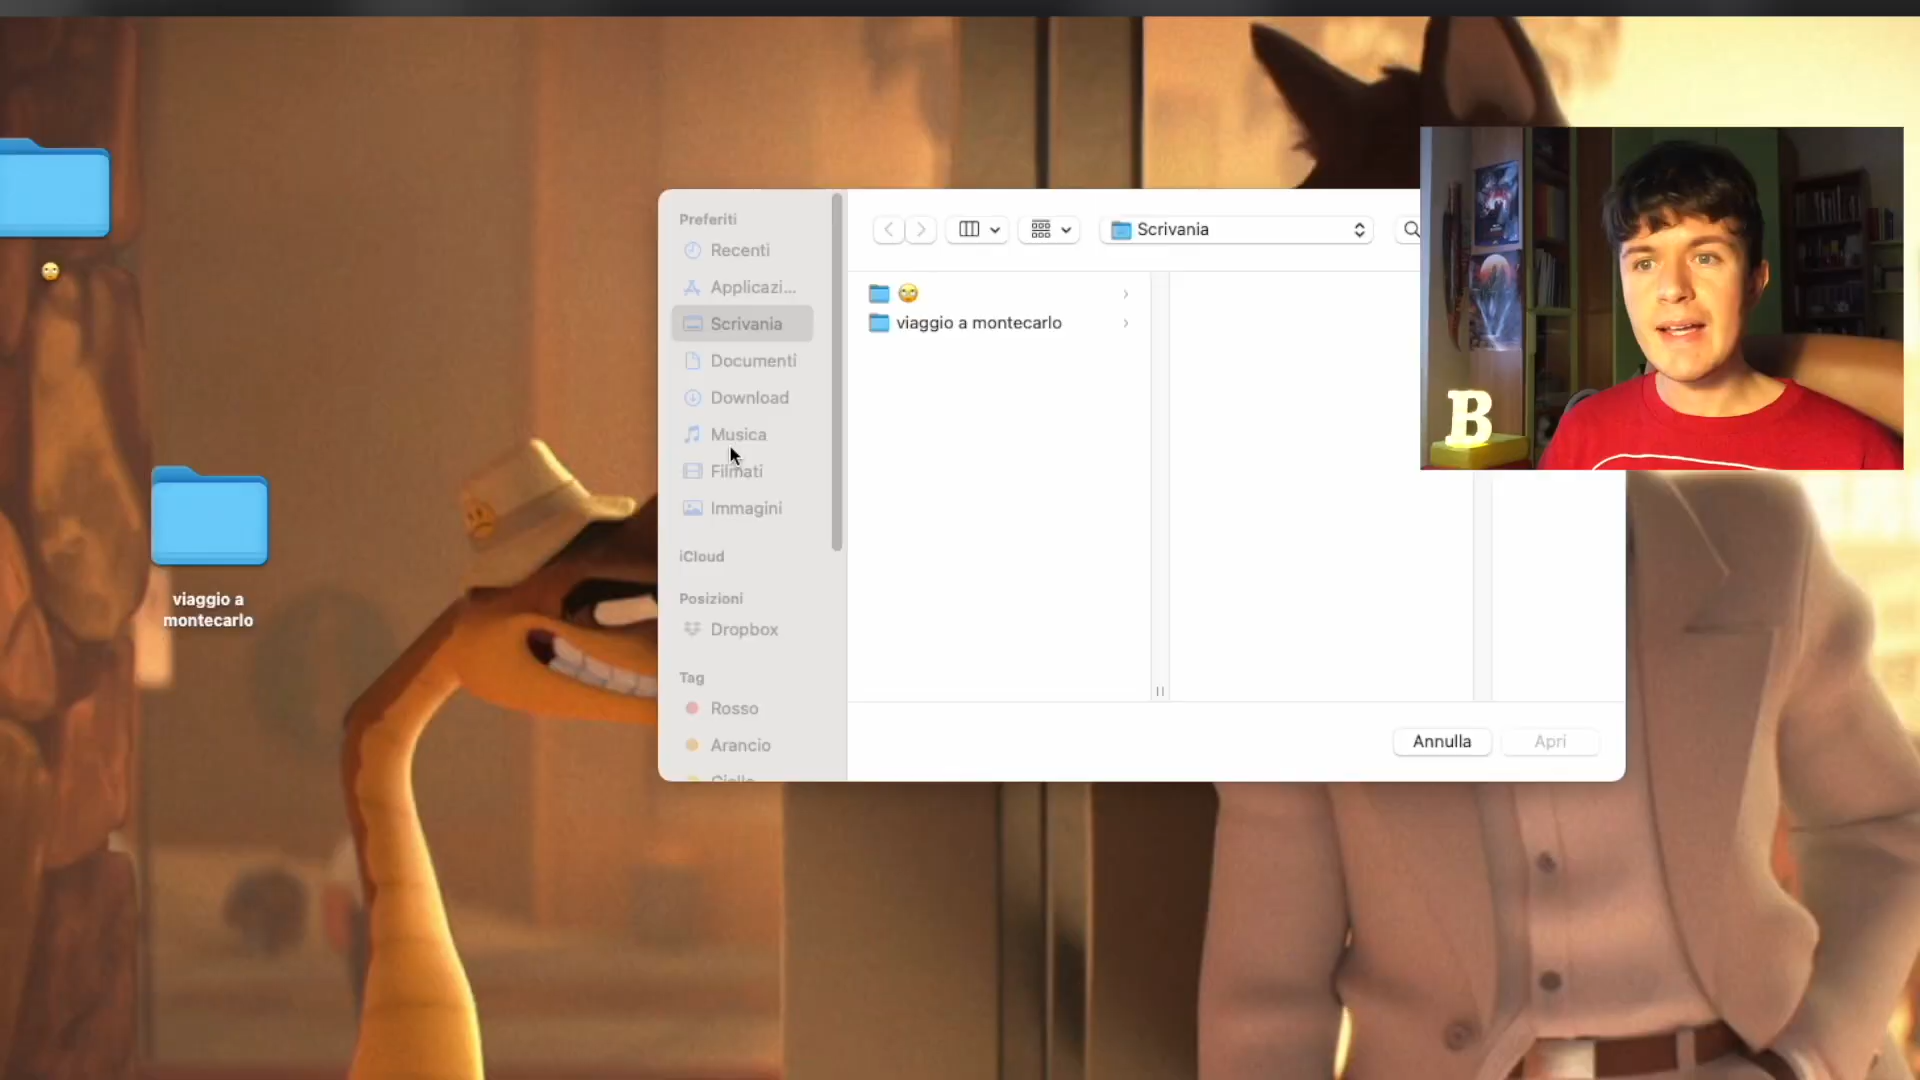 viaggio a
montecarlo
Preferiti
Recenti
Applicazi...
Scrivania
Documenti
Download
Musica
Filmati
Immagini
iCloud
Posizioni
Dropbox
Tag
Rosso
Arancio
Giallo
Scrivania
viaggio a montecarlo
Annulla
Apri
B